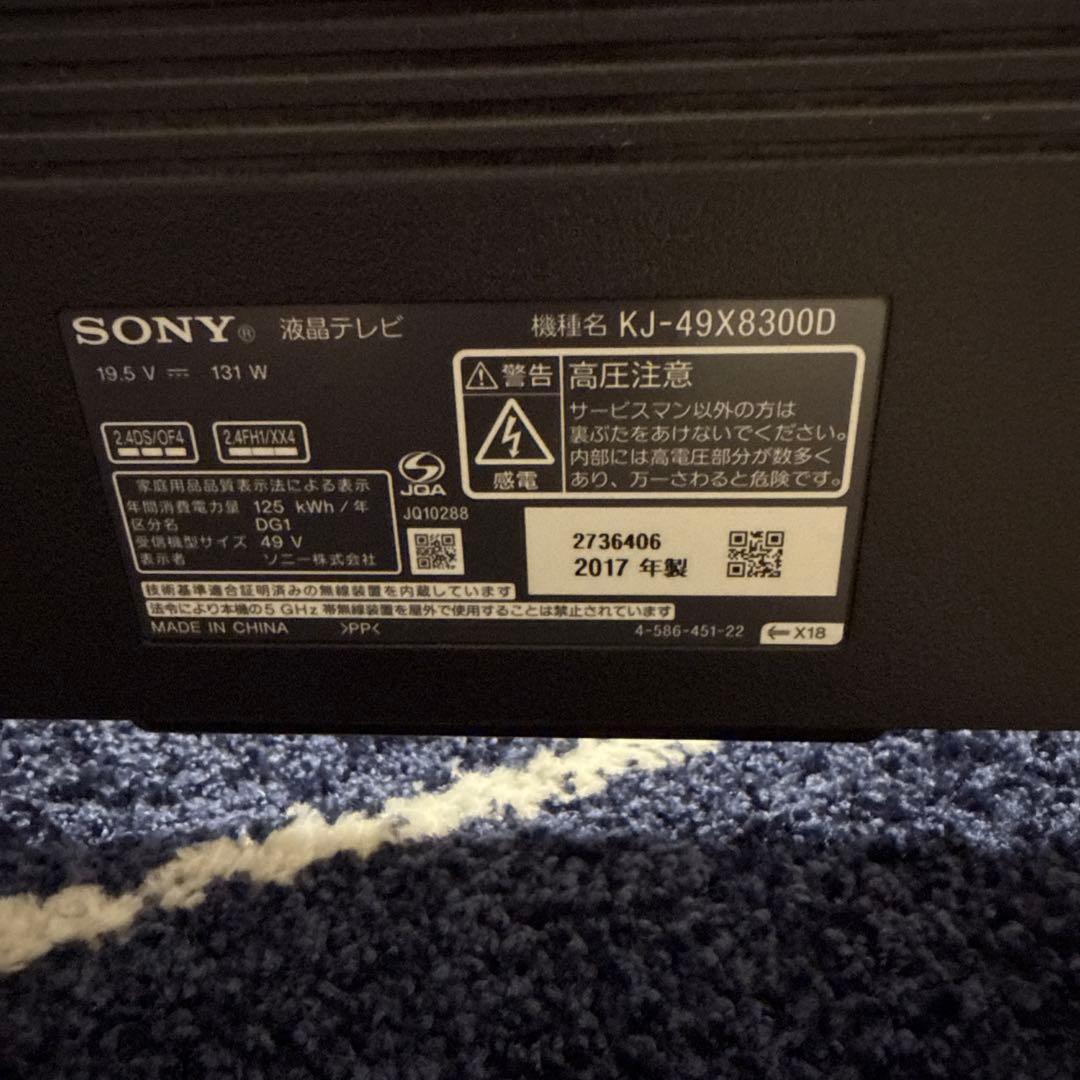 SONY® 液晶テレビ 機種名 KJ-49X8300D
19.5 V ⎓ 131 W
2.4DS/OF4 2.4FH1/XX4
家庭用品品質表示法による表示
年間消費電力量 125 kWh / 年
区分名 DG1
受信機型サイズ 49 V
表示者 ソニー株式会社
JQA
JQ10288
⚠警告 高圧注意
感電
サービスマン以外の方は
裏ぶたをあけないでください。
内部には高電圧部分が数多く
あり、万一さわると危険です。
2736406
2017 年製
技術基準適合証明済みの無線装置を内蔵しています
法令により本機の5 GHz 帯無線装置を屋外で使用することは禁止されています
MADE IN CHINA >PP< 4-586-451-22 ← X18